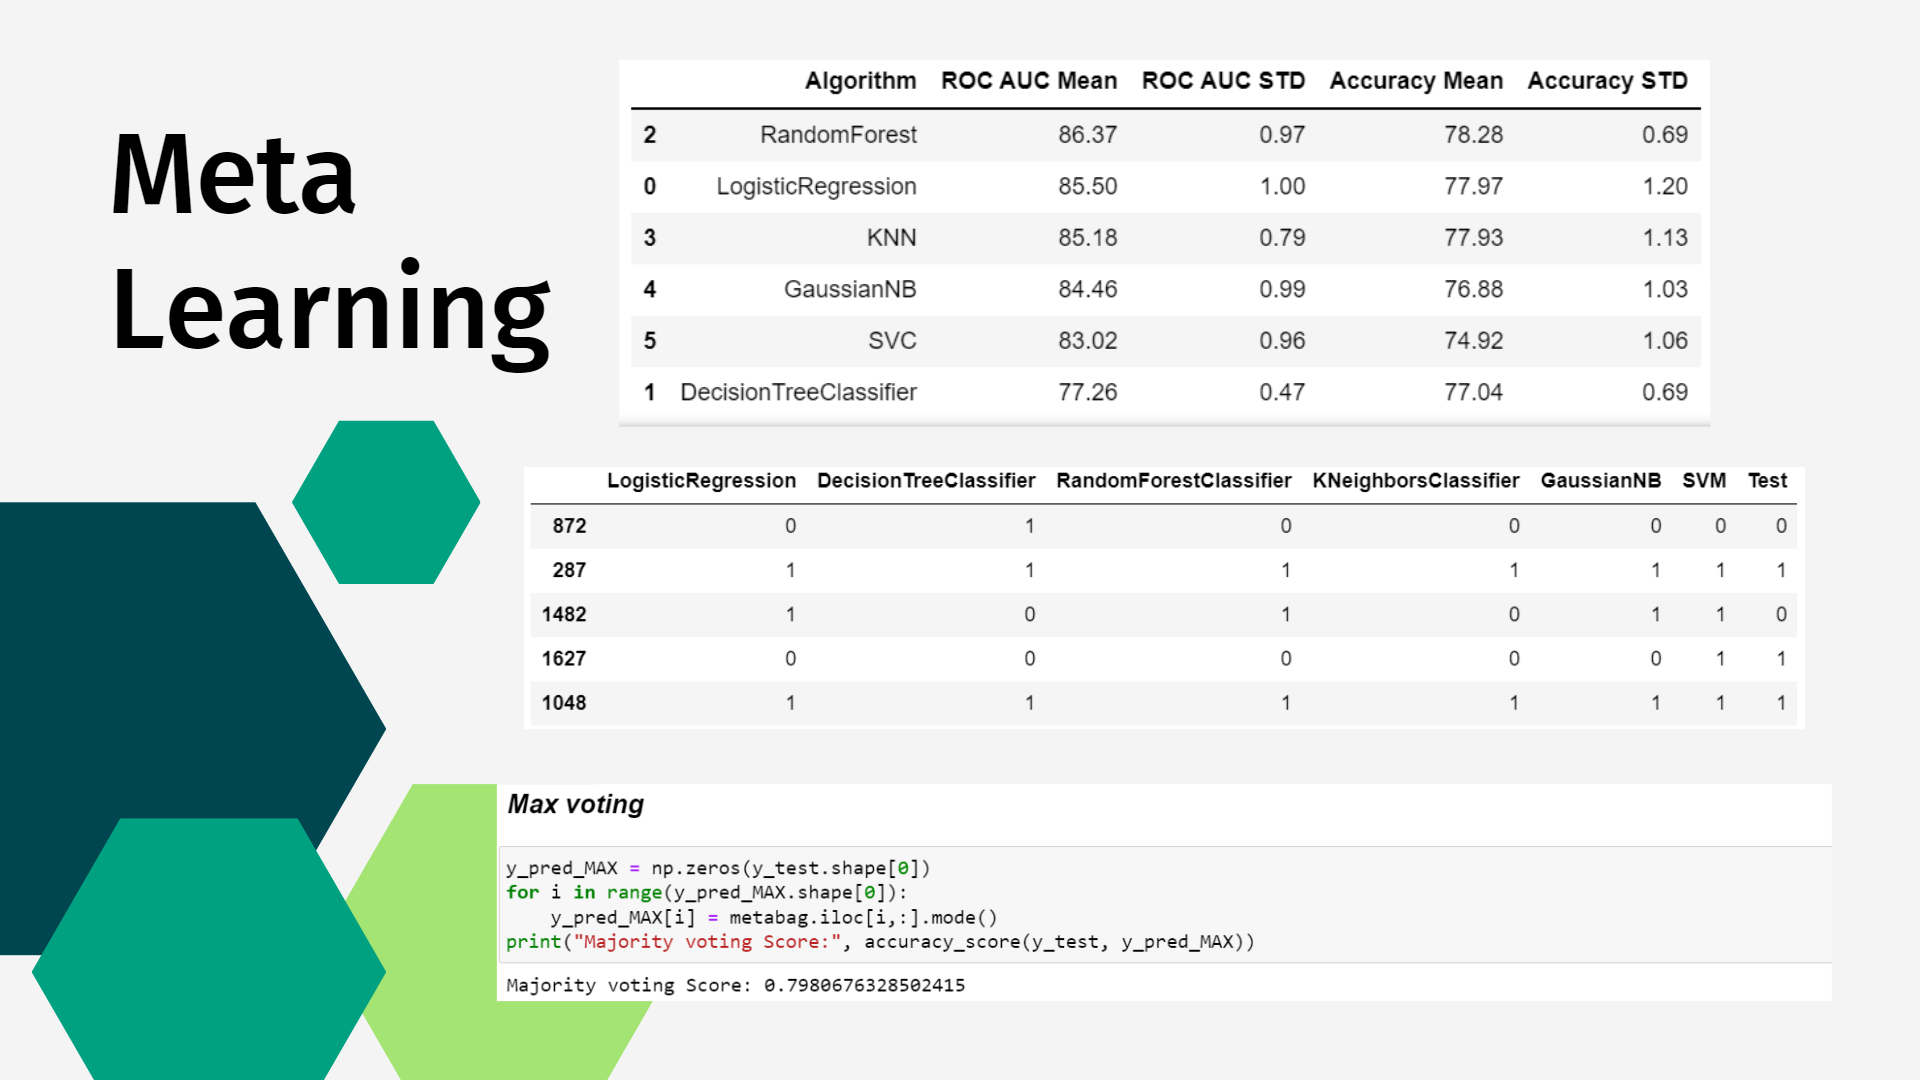 Meta
Learning
Algorithm ROC AUC Mean ROC AUC STD Accuracy Mean Accuracy STD
2 RandomForest 86.37 0.97 78.28 0.69
0 LogisticRegression 85.50 1.00 77.97 1.20
3 KNN 85.18 0.79 77.93 1.13
4 GaussianNB 84.46 0.99 76.88 1.03
5 SVC 83.02 0.96 74.92 1.06
1 DecisionTreeClassifier 77.26 0.47 77.04 0.69
LogisticRegression DecisionTreeClassifier RandomForestClassifier KNeighborsClassifier GaussianNB SVM Test
872 0 1 0 0 0 0 0
287 1 1 1 1 1 1 1
1482 1 0 1 0 1 1 0
1627 0 0 0 0 0 1 1
1048 1 1 1 1 1 1 1
Max voting
y_pred_MAX = np.zeros(y_test.shape[0])
for i in range(y_pred_MAX.shape[0]):
    y_pred_MAX[i] = metabag.iloc[i,:].mode()
print("Majority voting Score:", accuracy_score(y_test, y_pred_MAX))
Majority voting Score: 0.7980676328502415